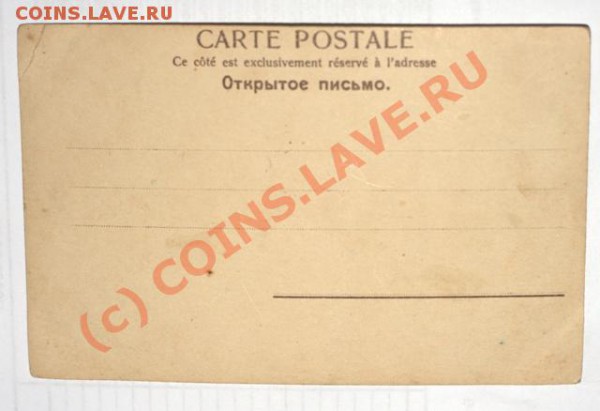 COINS.LAVE.RU
CARTE POSTALE
Ce côté est exclusivement réservé à l'adresse
Открытое письмо.
(c) COINS.LAVE.RU